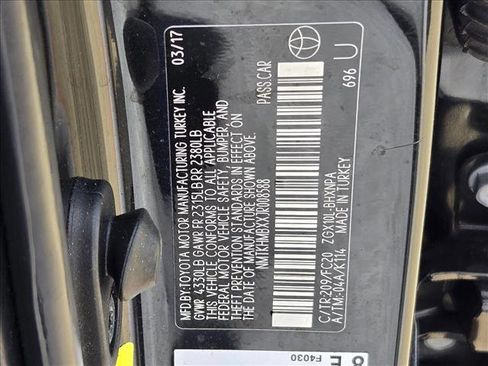 MFD.BY:TOYOTA MOTOR MANUFACTURING TURKEY INC. 03/17
GVWR 4330LB GAWR FR 2315LB RR 2380LB
THIS VEHICLE CONFORMS TO ALL APPLICABLE
FEDERAL MOTOR VEHICLE SAFETY, BUMPER, AND
THEFT PREVENTION STANDARDS IN EFFECT ON
THE DATE OF MANUFACTURE SHOWN ABOVE.
NMTKHMBXXJR008588 PASS.CAR
C/TR:209/FC20 ZGX10L-BHXNPA
A/TM:-04A/K114 MADE IN TURKEY
696 U
F4030